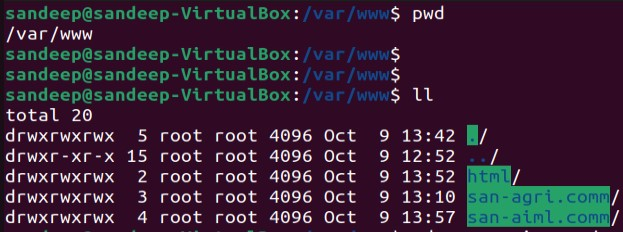 sandeep@sandeep-VirtualBox:/var/www$ pwd
/var/www
sandeep@sandeep-VirtualBox:/var/www$
sandeep@sandeep-VirtualBox:/var/www$
sandeep@sandeep-VirtualBox:/var/www$ ll
total 20
drwxrwxrwx  5 root root 4096 Oct  9 13:42 ./
drwxr-xr-x 15 root root 4096 Oct  9 12:52 ../
drwxrwxrwx  2 root root 4096 Oct  9 13:52 html/
drwxrwxrwx  3 root root 4096 Oct  9 13:10 san-agri.comm/
drwxrwxrwx  4 root root 4096 Oct  9 13:57 san-aiml.comm/